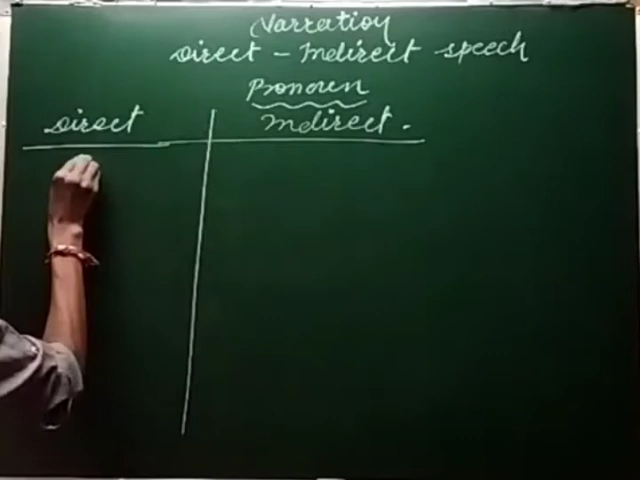 Narration
Direct - Indirect speech
Pronoun
Direct Indirect.